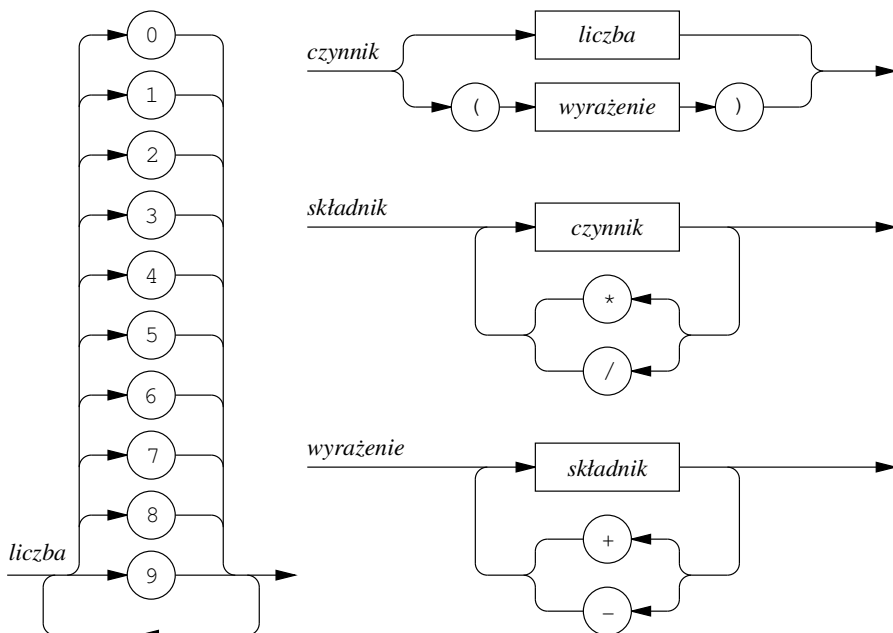 0
1
2
3
4
5
6
7
8
liczba
9
czynnik
liczba
( wyrażenie )
składnik
czynnik
*
/
wyrażenie
składnik
+
–